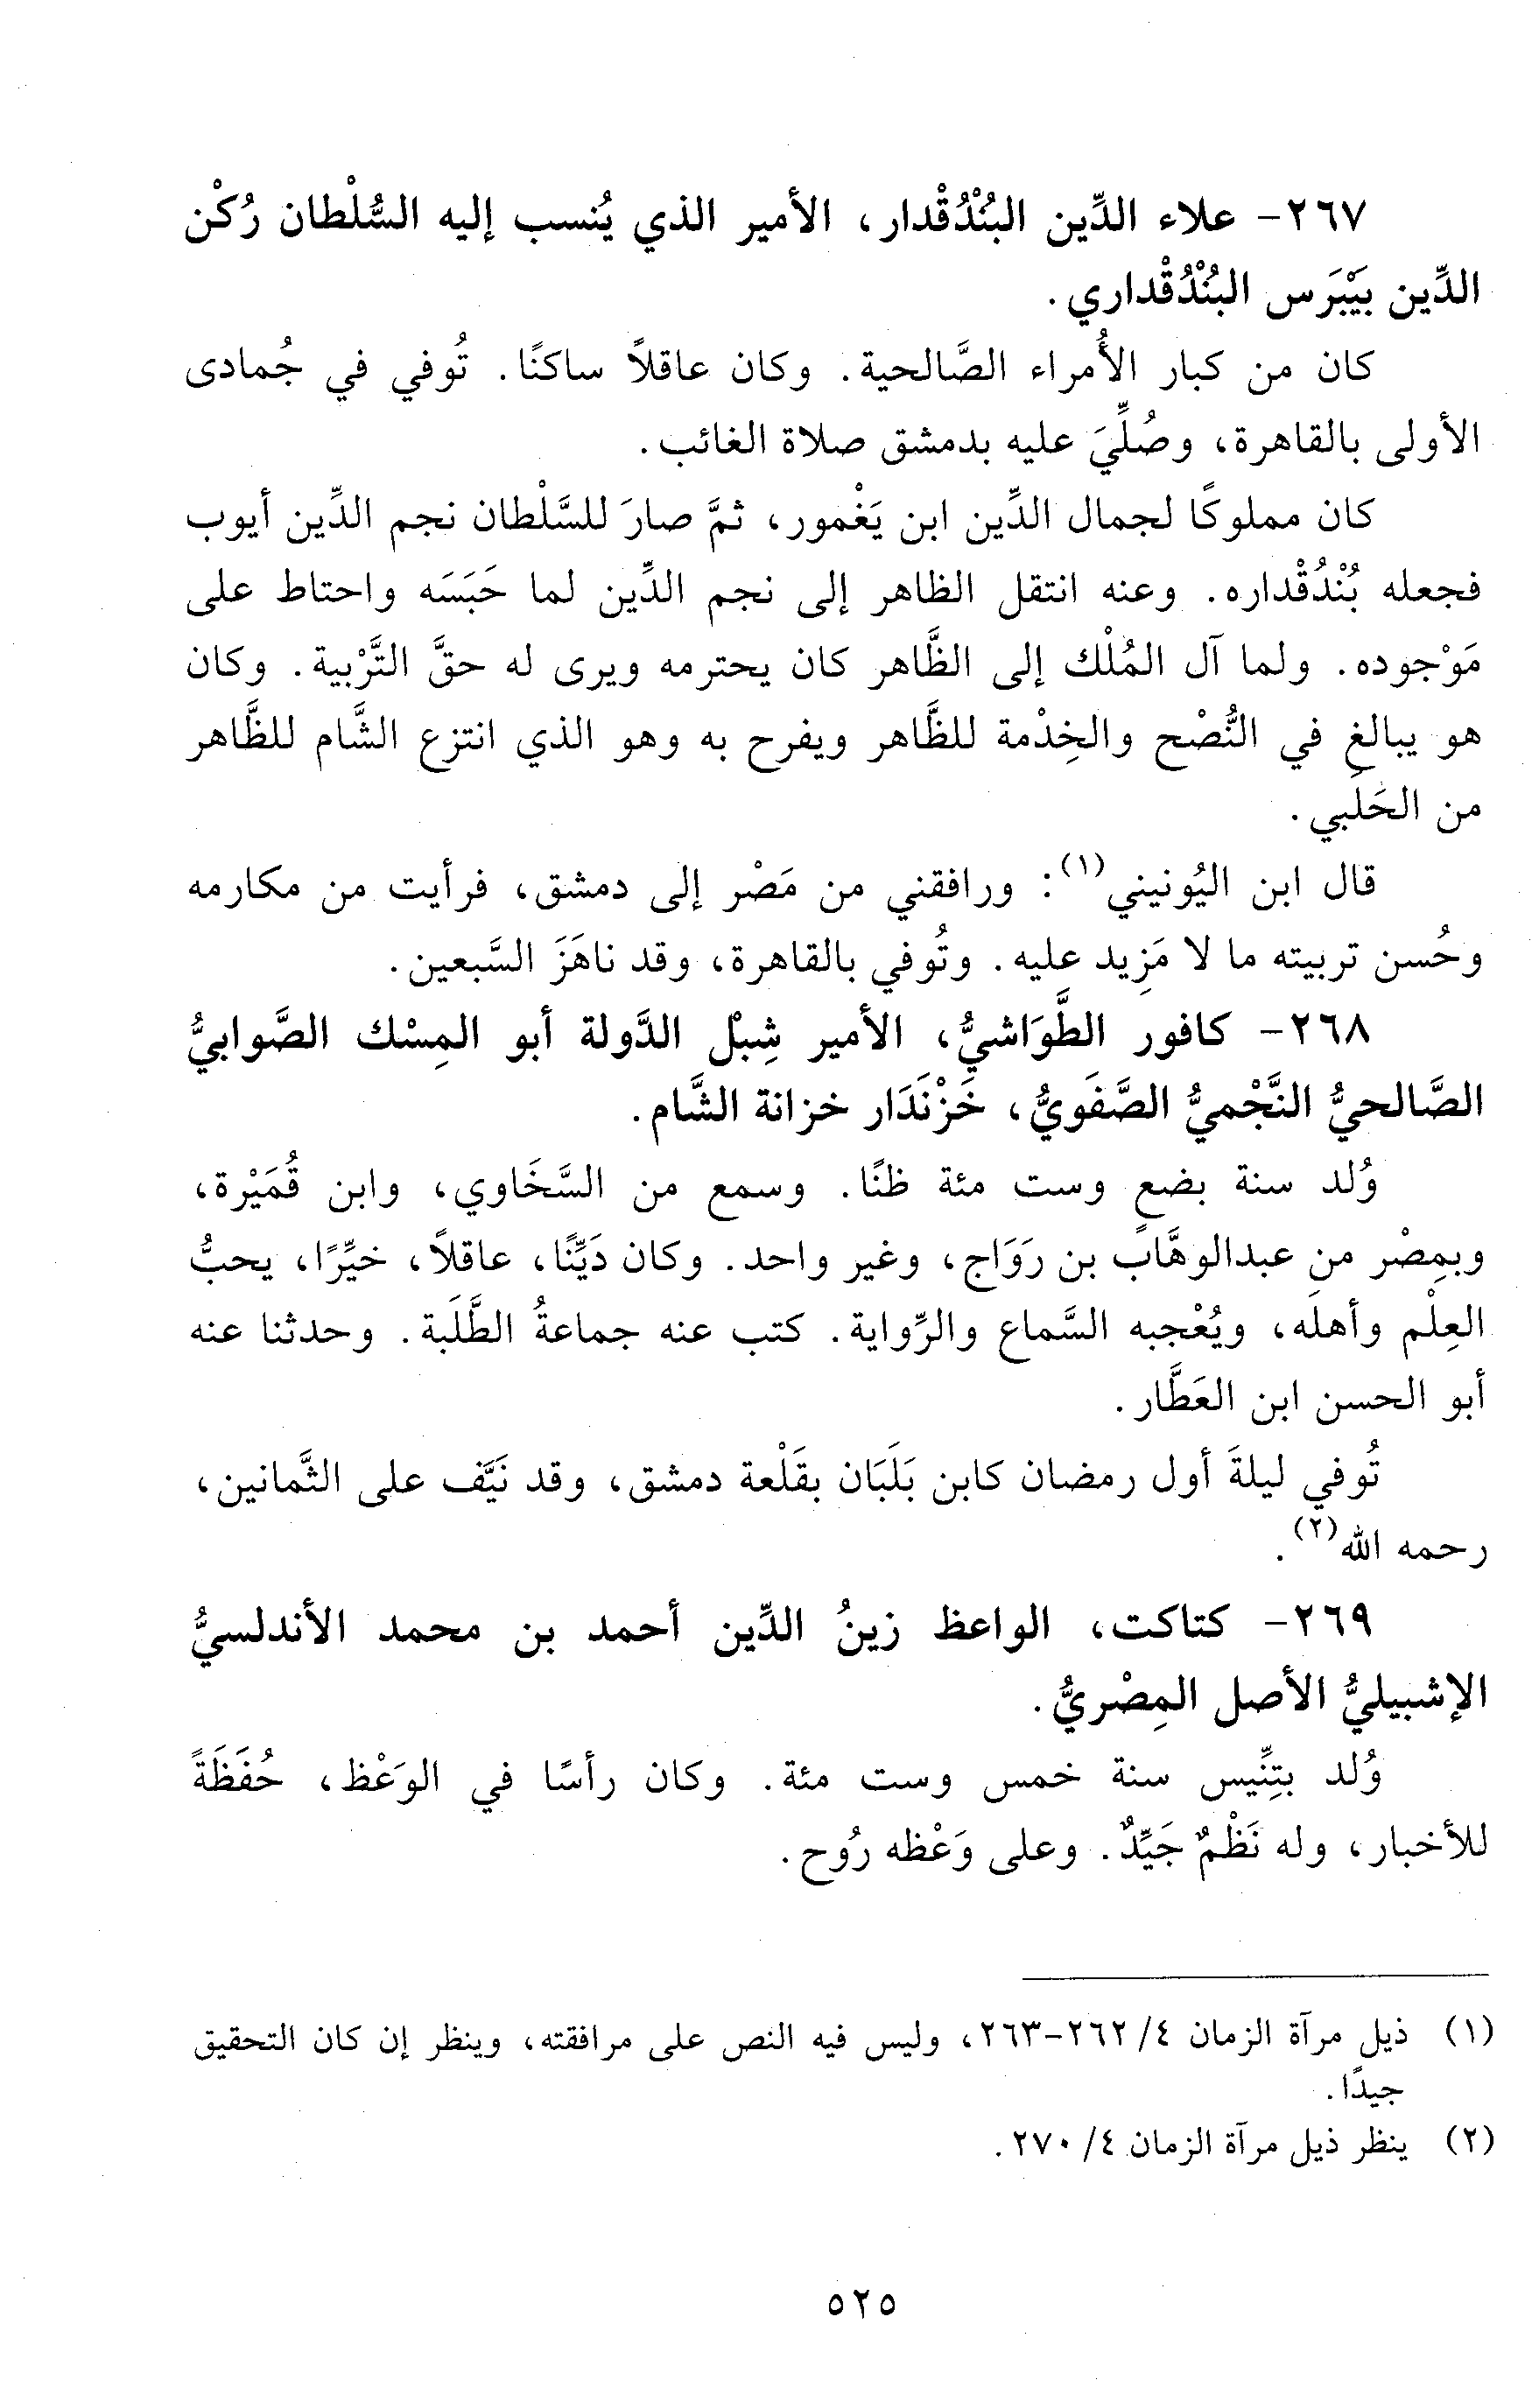 ٢٦٧- علاء الدِّين البُنْدُقْدار، الأمير الذي يُنسب إليه السُّلْطان رُكْن
الدِّين بَيْبَرس البُنْدُقْداري.
كان من كبار الأُمراء الصَّالحية. وكان عاقلاً ساكنًا. تُوفي في جُمادى
الأولى بالقاهرة، وصُلِّيَ عليه بدمشق صلاة الغائب.
كان مملوكًا لجمال الدِّين ابن يَغْمور، ثمَّ صارَ للسَّلْطان نجم الدِّين أيوب
فجعله بُنْدُقْداره. وعنه انتقل الظاهر إلى نجم الدِّين لما حَبَسَه واحتاط على
مَوْجوده. ولما آل المُلْك إلى الظَّاهر كان يحترمه ويرى له حقَّ التَّرْبية. وكان
هو يبالغ في النُّصْح والخِدْمة للظَّاهر ويفرح به وهو الذي انتزع الشَّام للظَّاهر
من الحَلَبي.
قال ابن اليُونيني(١): ورافقني من مَصْر إلى دمشق، فرأيت من مكارمه
وحُسن تربيته ما لا مَزِيد عليه. وتُوفي بالقاهرة، وقد ناهَزَ السَّبعين.
٢٦٨- كافور الطَّوَاشيُّ، الأمير شِبْل الدَّولة أبو المِسْك الصَّوابيُّ
الصَّالحيُّ النَّجْميُّ الصَّفَويُّ، خَزْنَدَار خزانة الشَّام.
وُلد سنة بضع وست مئة ظنًا. وسمع من السَّخَاوي، وابن قُمَيْرة،
وبمِصْر من عبدالوهَّاب بن رَوَاج، وغير واحد. وكان دَيِّنًا، عاقلاً، خيِّرًا، يحبُّ
العِلْم وأهلَه، ويُعْجبه السَّماع والرِّواية. كتب عنه جماعةُ الطَّلَبة. وحدثنا عنه
أبو الحسن ابن العَطَّار.
تُوفي ليلةَ أول رمضان كابن بَلَبَان بقَلْعة دمشق، وقد نَيَّف على الثَّمانين،
رحمه الله(٢).
٢٦٩- كتاكت، الواعظ زينُ الدِّين أحمد بن محمد الأندلسيُّ
الإشبيليُّ الأصل المِصْريُّ.
وُلد بتِنِّيس سنة خمس وست مئة. وكان رأسًا في الوَعْظ، حُفَظَةً
للأخبار، وله نَظْمٌ جَيِّدٌ. وعلى وَعْظه رُوح.
(١) ذيل مرآة الزمان ٤/ ٢٦٢-٢٦٣، وليس فيه النص على مرافقته، وينظر إن كان التحقيق
جيدًا.
(٢) ينظر ذيل مرآة الزمان ٤/ ٢٧٠.
٥٢٥